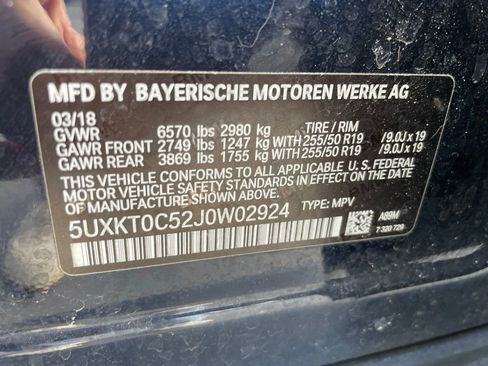 MFD BY BAYERISCHE MOTOREN WERKE AG
03/18
GVWR 6570 lbs 2980 kg TIRE / RIM
GAWR FRONT 2749 lbs 1247 kg WITH 255/50 R19 /9.0J x 19
GAWR REAR 3869 lbs 1755 kg WITH 255/50 R19 /9.0J x 19
THIS VEHICLE CONFORMS TO ALL APPLICABLE U.S. FEDERAL
MOTOR VEHICLE SAFETY STANDARDS IN EFFECT ON THE DATE
OF MANUFACTURE SHOWN ABOVE.
5UXKT0C52J0W02924 TYPE: MPV
A89M
7 320 729